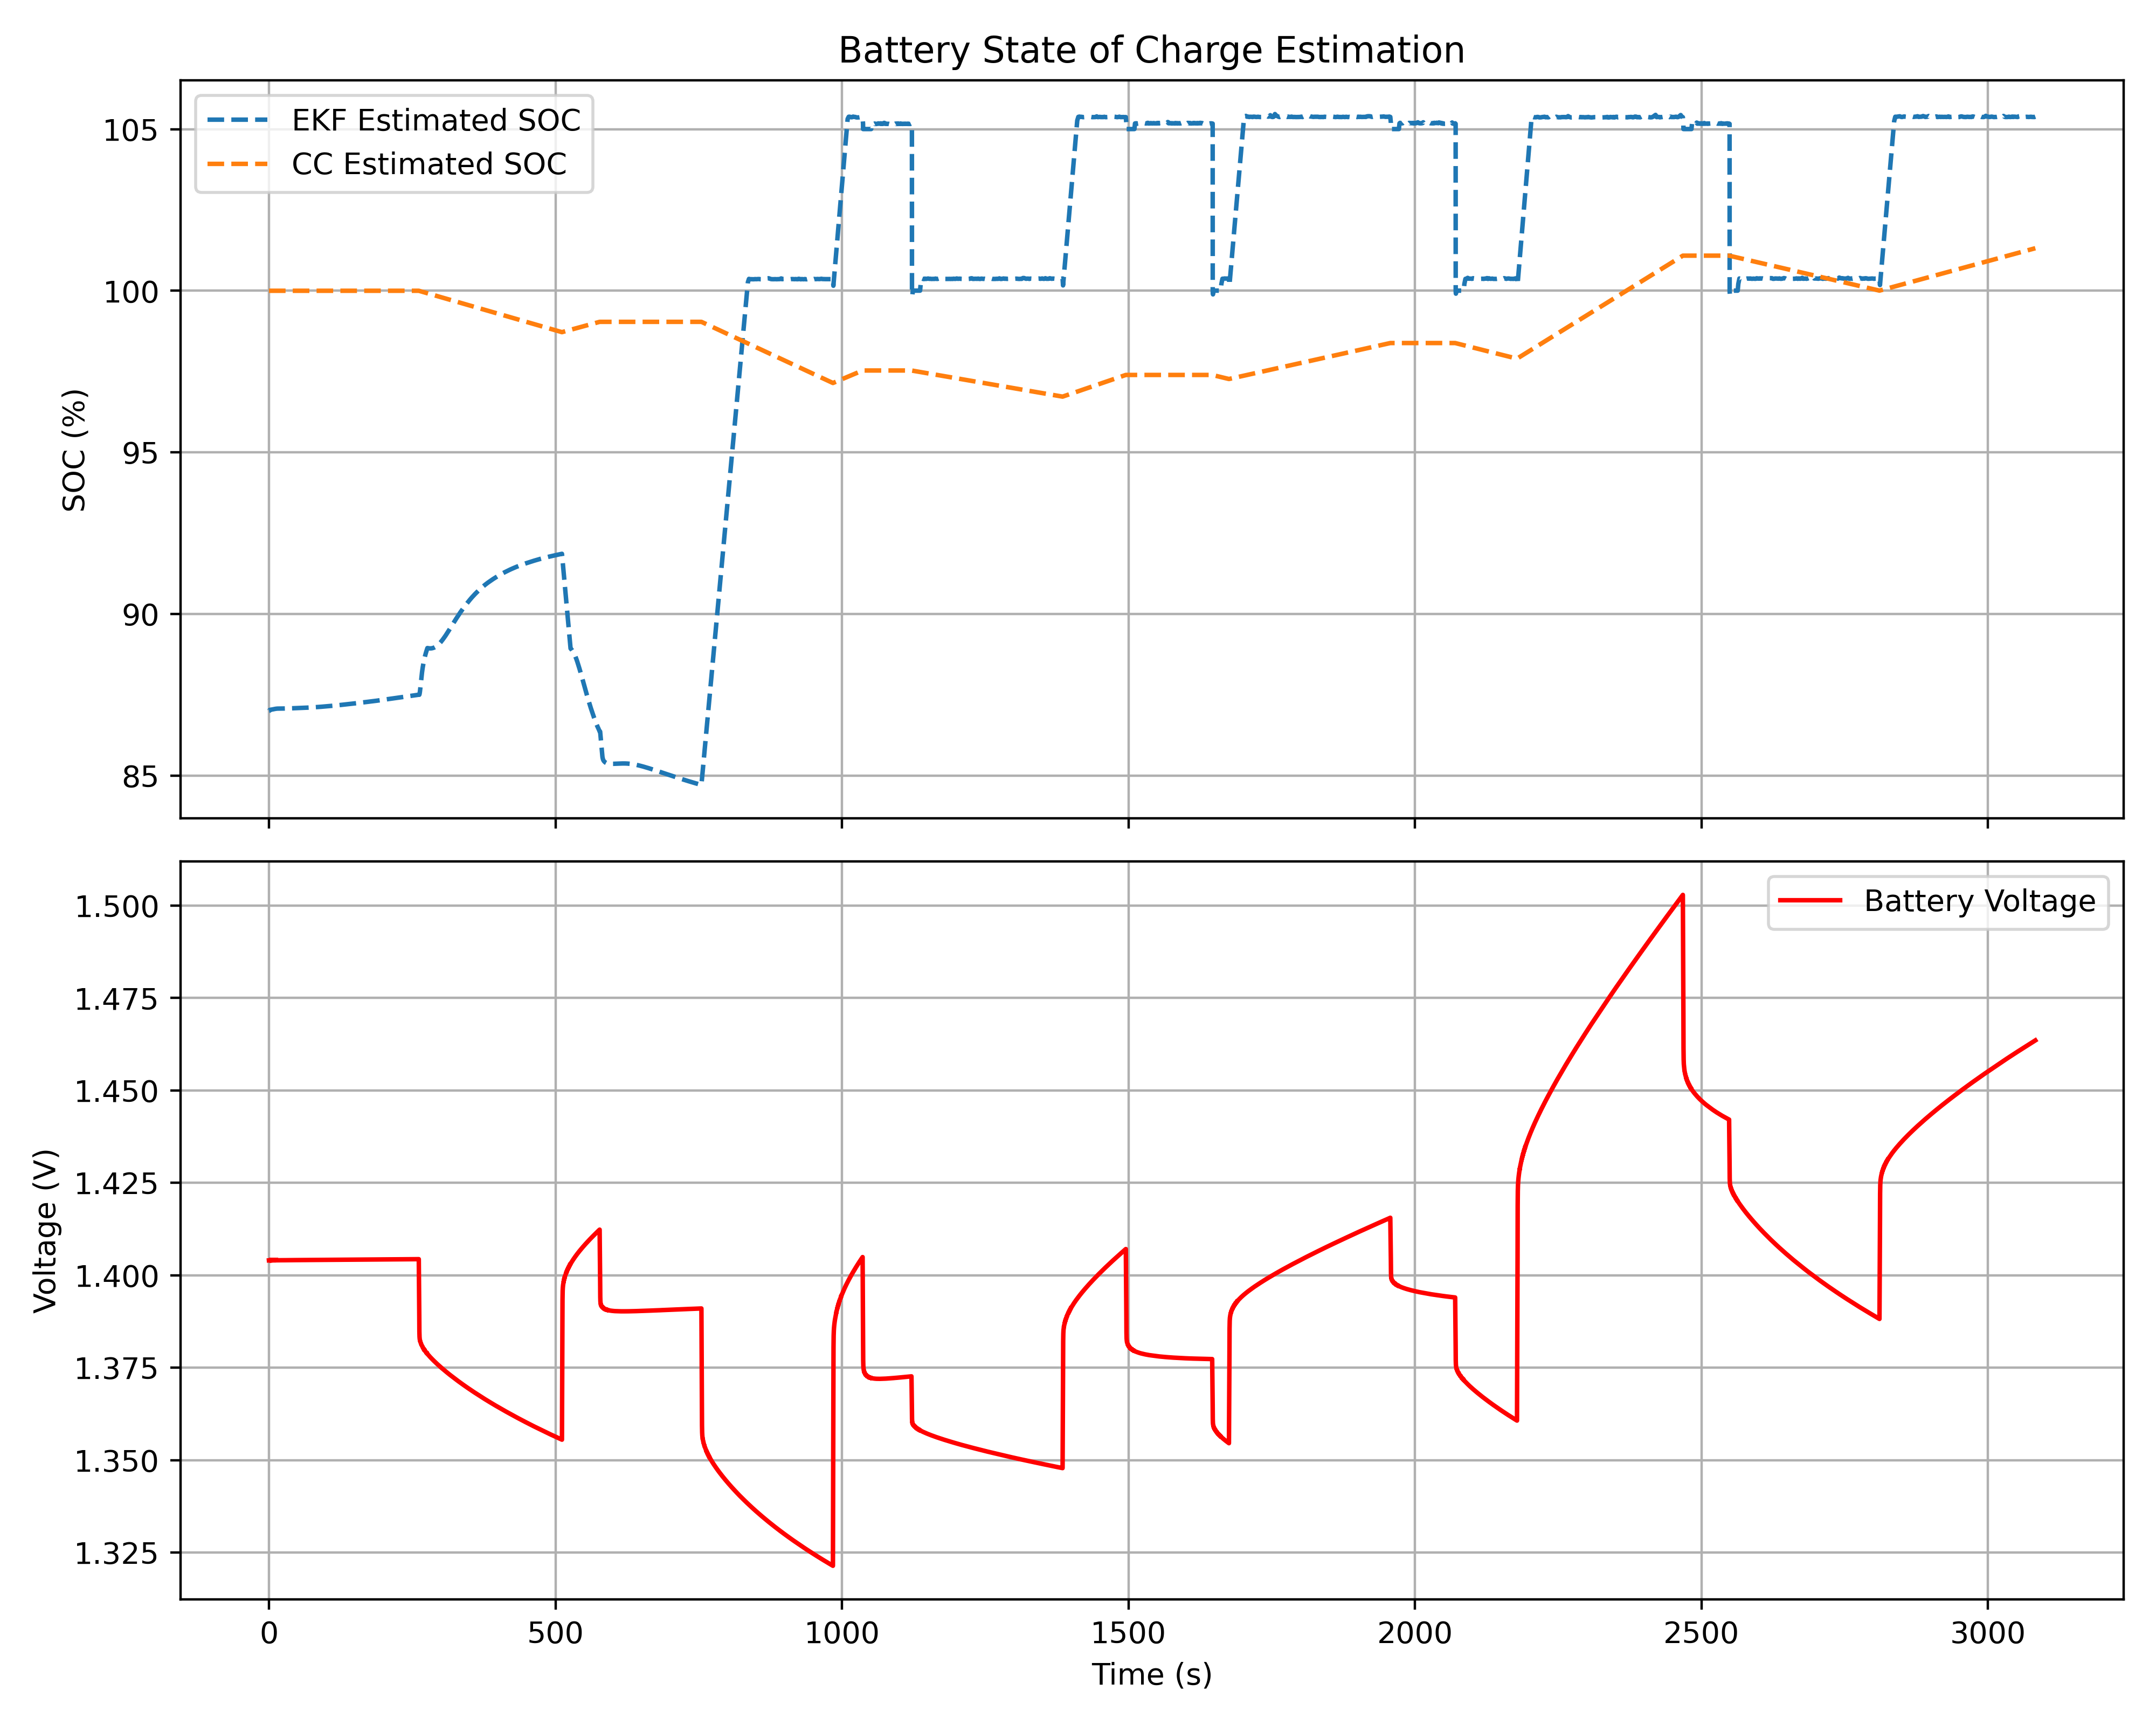 Battery State of Charge Estimation
EKF Estimated SOC
CC Estimated SOC
105
100
95
90
85
SOC (%)
Battery Voltage
1.500
1.475
1.450
1.425
1.400
1.375
1.350
1.325
Voltage (V)
0 500 1000 1500 2000 2500 3000
Time (s)